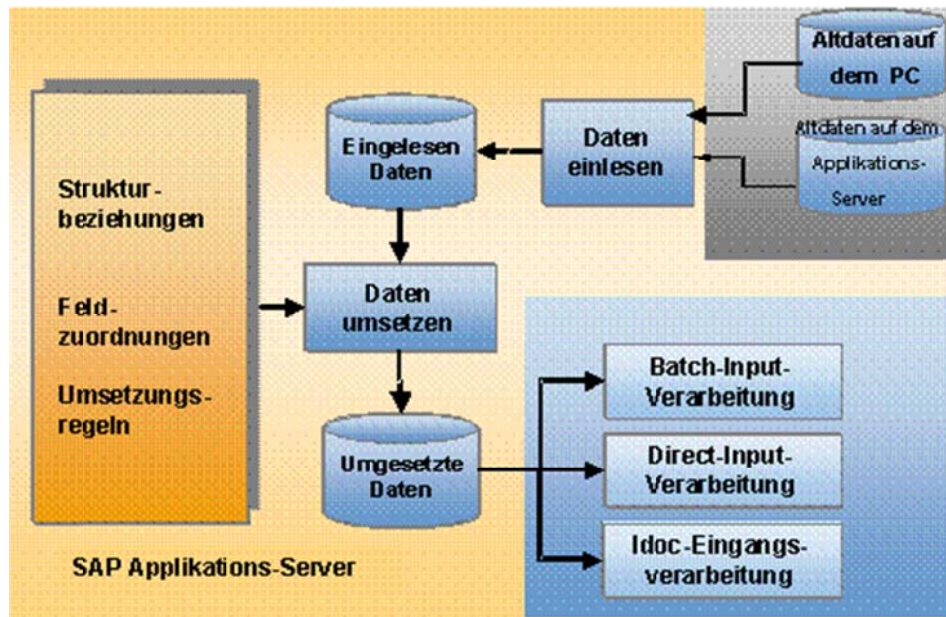 Altdaten auf
dem PC
Altdaten auf dem
Applikations-
Server
Daten
einlesen
Eingelesen
Daten
Struktur-
beziehungen
Feld-
zuordnungen
Umsetzungs-
regeln
Daten
umsetzen
Umgesetzte
Daten
Batch-Input-
Verarbeitung
Direct-Input-
Verarbeitung
Idoc-Eingangs-
verarbeitung
SAP Applikations-Server